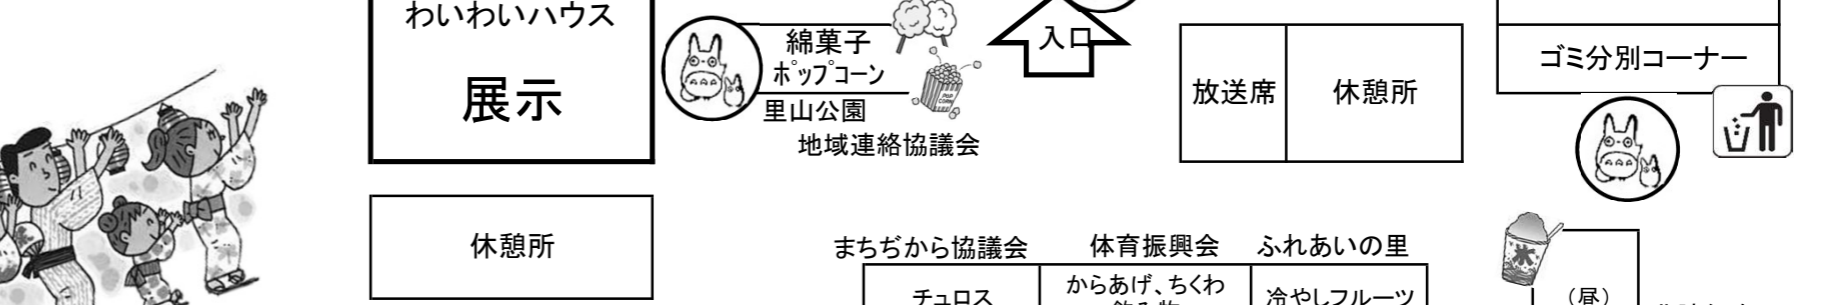 わいわいハウス
展示
綿菓子
ポップコーン
里山公園
地域連絡協議会
POP
CORN
入口
放送席
休憩所
ゴミ分別コーナー
休憩所
まちぢから協議会
チュロス
体育振興会
からあげ、ちくわ
ふれあいの里
冷やしフルーツ
氷
（昼）